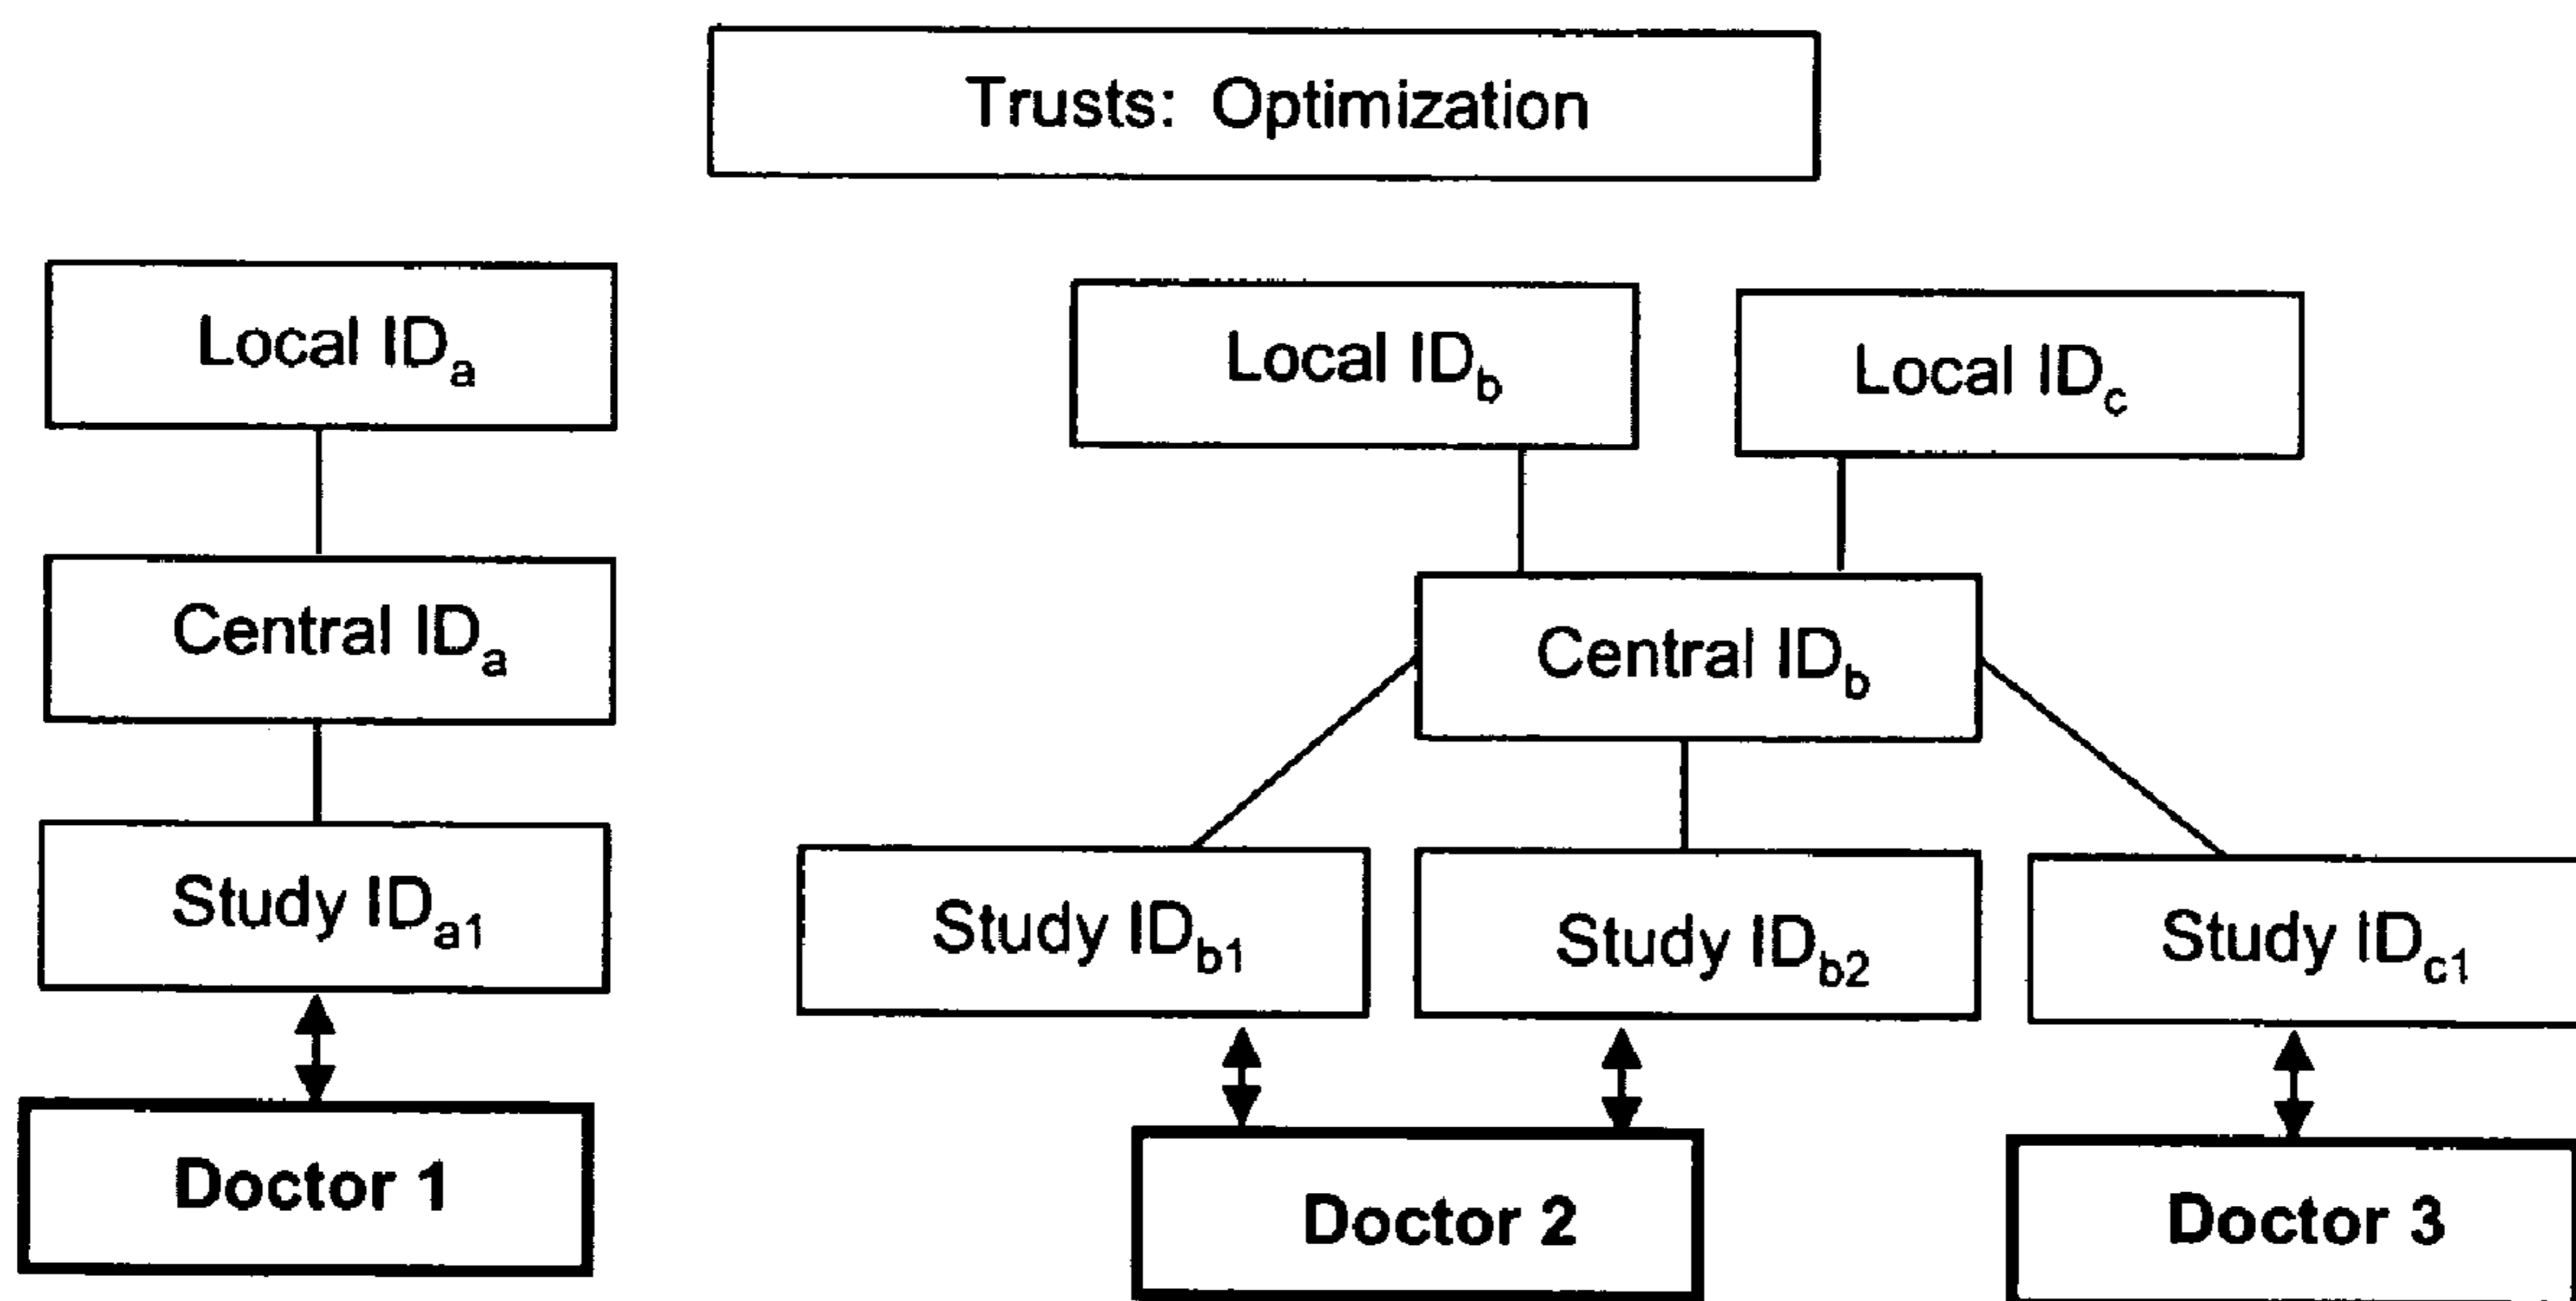 Trusts: Optimization
Local IDa
Local IDb
Local IDc
Central IDa
Central IDb
Study IDa1
Study IDb1
Study IDb2
Study IDc1
Doctor 1
Doctor 2
Doctor 3